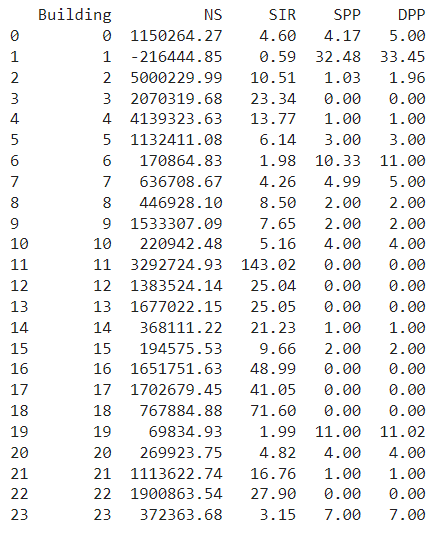 Building NS SIR SPP DPP
0 0 1150264.27 4.60 4.17 5.00
1 1 -216444.85 0.59 32.48 33.45
2 2 5000229.99 10.51 1.03 1.96
3 3 2070319.68 23.34 0.00 0.00
4 4 4139323.63 13.77 1.00 1.00
5 5 1132411.08 6.14 3.00 3.00
6 6 170864.83 1.98 10.33 11.00
7 7 636708.67 4.26 4.99 5.00
8 8 446928.10 8.50 2.00 2.00
9 9 1533307.09 7.65 2.00 2.00
10 10 220942.48 5.16 4.00 4.00
11 11 3292724.93 143.02 0.00 0.00
12 12 1383524.14 25.04 0.00 0.00
13 13 1677022.15 25.05 0.00 0.00
14 14 368111.22 21.23 1.00 1.00
15 15 194575.53 9.66 2.00 2.00
16 16 1651751.63 48.99 0.00 0.00
17 17 1702679.45 41.05 0.00 0.00
18 18 767884.88 71.60 0.00 0.00
19 19 69834.93 1.99 11.00 11.02
20 20 269923.75 4.82 4.00 4.00
21 21 1113622.74 16.76 1.00 1.00
22 22 1900863.54 27.90 0.00 0.00
23 23 372363.68 3.15 7.00 7.00